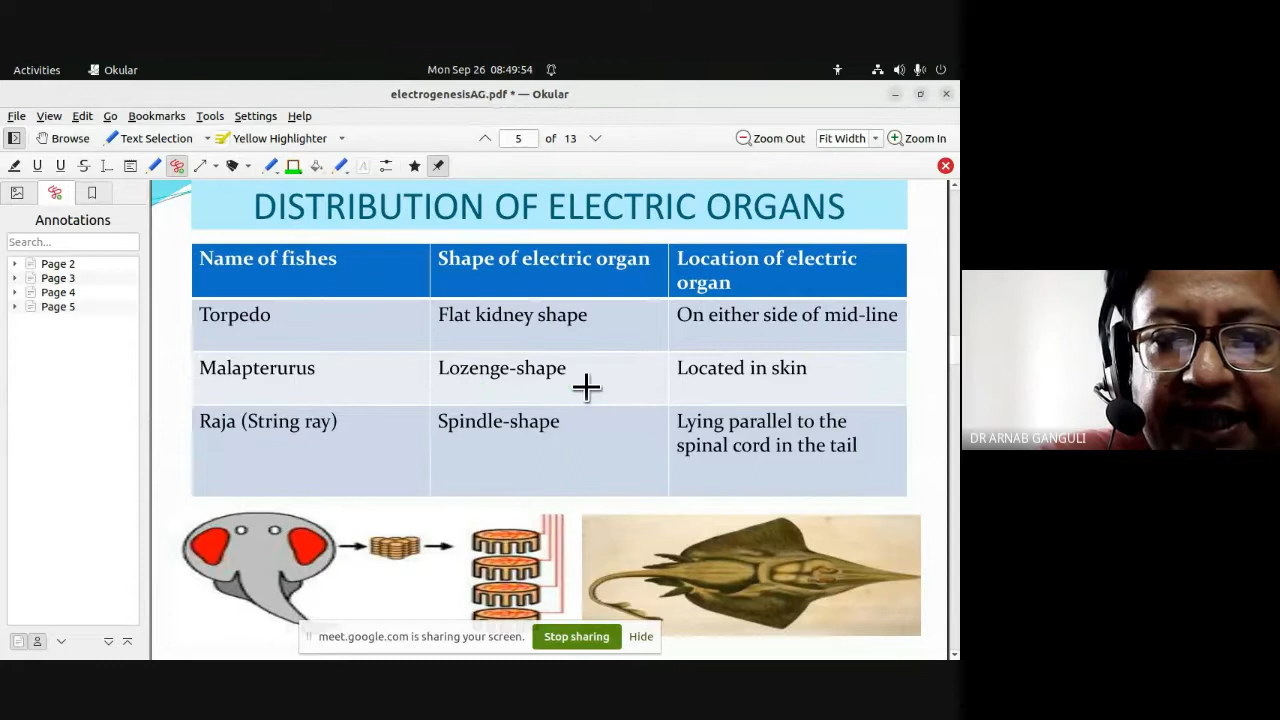 Activities Okular Mon Sep 26 08:49:54
electrogenesisAG.pdf * — Okular
File View Edit Go Bookmarks Tools Settings Help
Browse Text Selection Yellow Highlighter 5 of 13 Zoom Out Fit Width Zoom In
Annotations
Search...
Page 2
Page 3
Page 4
Page 5
DISTRIBUTION OF ELECTRIC ORGANS
Name of fishes Shape of electric organ Location of electric
organ
Torpedo Flat kidney shape On either side of mid-line
Malapterurus Lozenge-shape Located in skin
Raja (String ray) Spindle-shape Lying parallel to the
spinal cord in the tail
meet.google.com is sharing your screen. Stop sharing Hide
DR ARNAB GANGULI